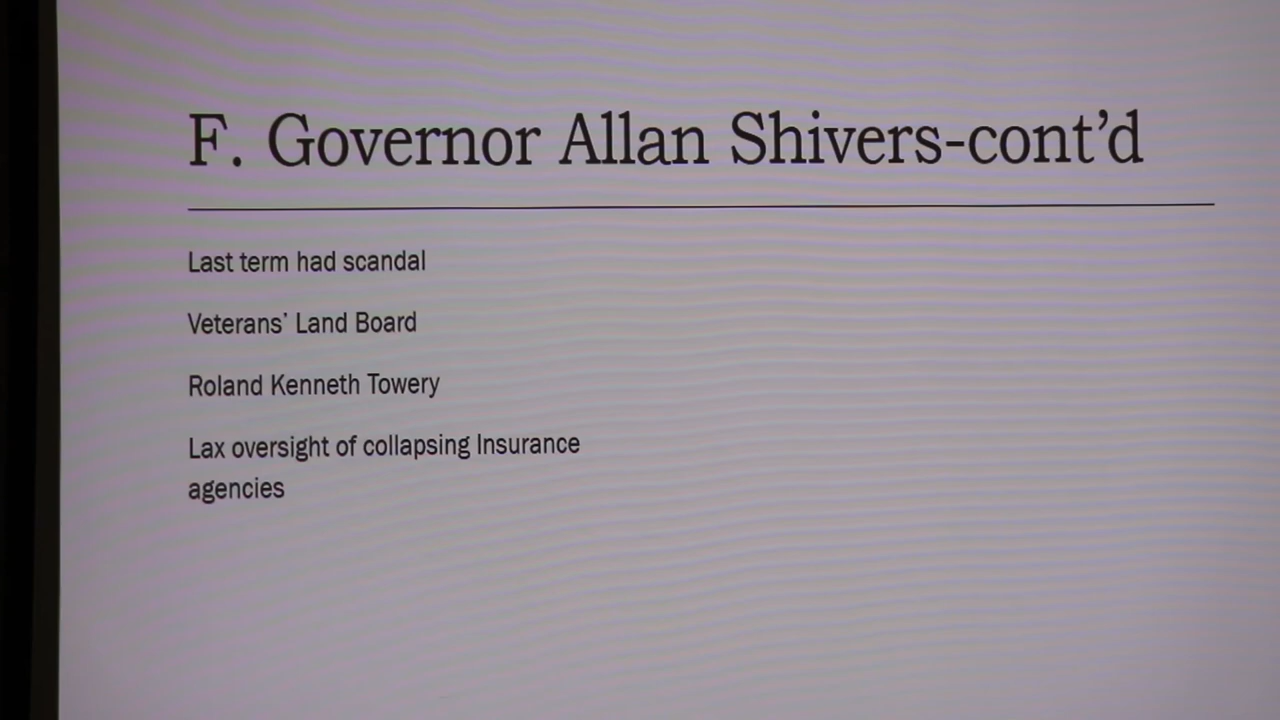 F. Governor Allan Shivers-cont’d
Last term had scandal
Veterans’ Land Board
Roland Kenneth Towery
Lax oversight of collapsing Insurance
agencies